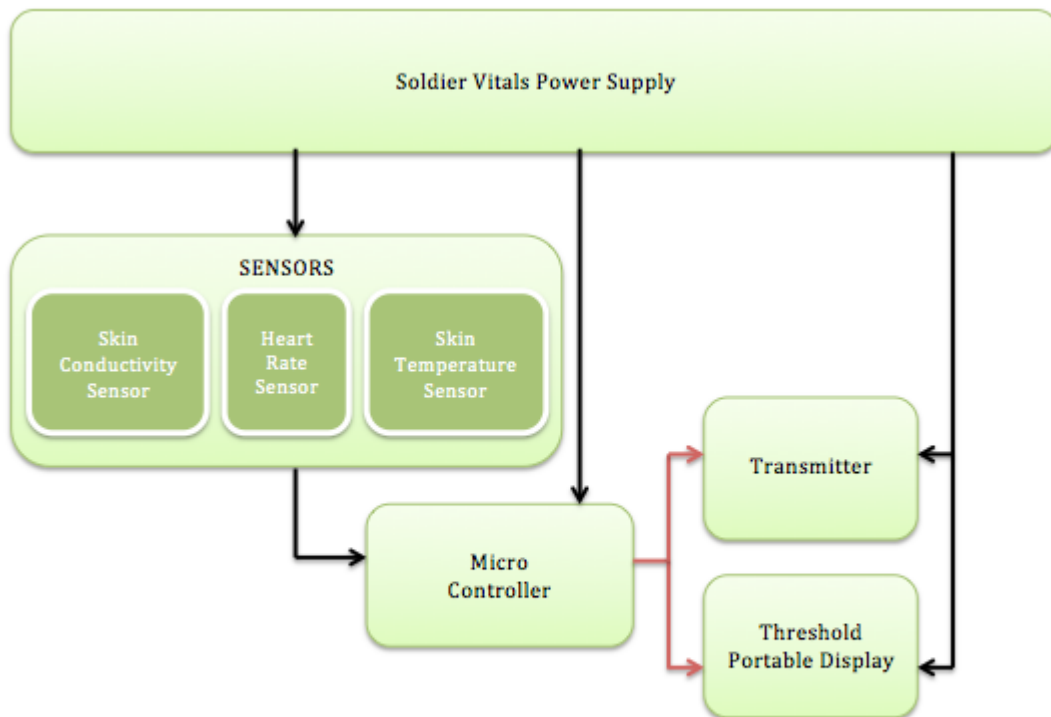 Soldier Vitals Power Supply
SENSORS
Skin
Conductivity
Sensor
Heart
Rate
Sensor
Skin
Temperature
Sensor
Transmitter
Micro
Controller
Threshold
Portable Display